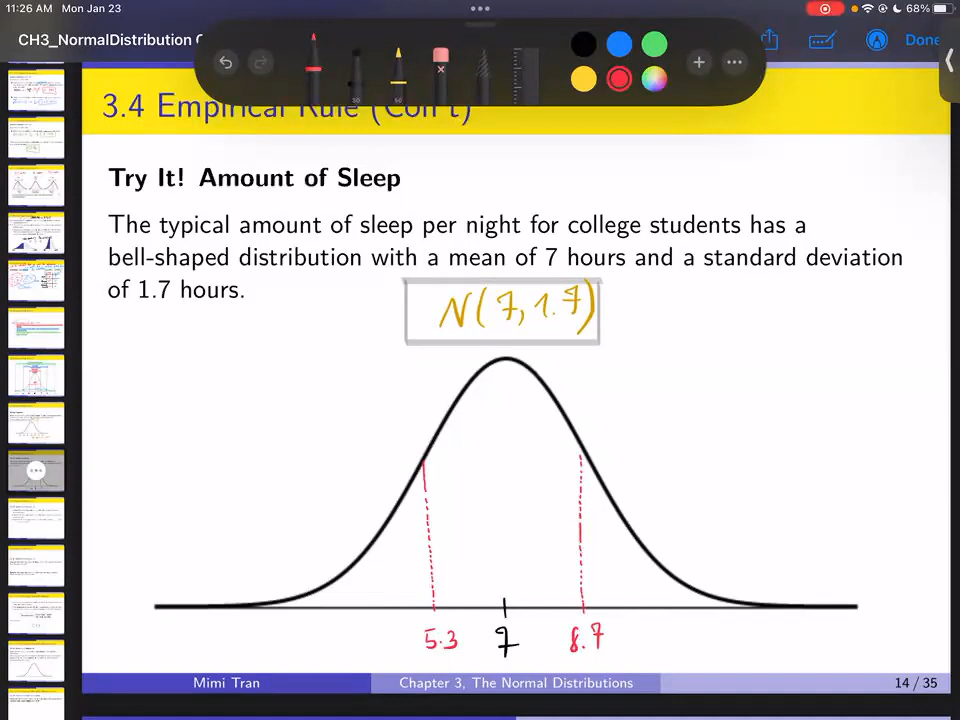 11:26 AM Mon Jan 23
68%
CH3_NormalDistribution
Done
3.4 Empirical Rule (Con't)
Try It! Amount of Sleep
The typical amount of sleep per night for college students has a
bell-shaped distribution with a mean of 7 hours and a standard deviation
of 1.7 hours.
N(7, 1.7)
5.3 7 8.7
Mimi Tran Chapter 3, The Normal Distributions 14 / 35